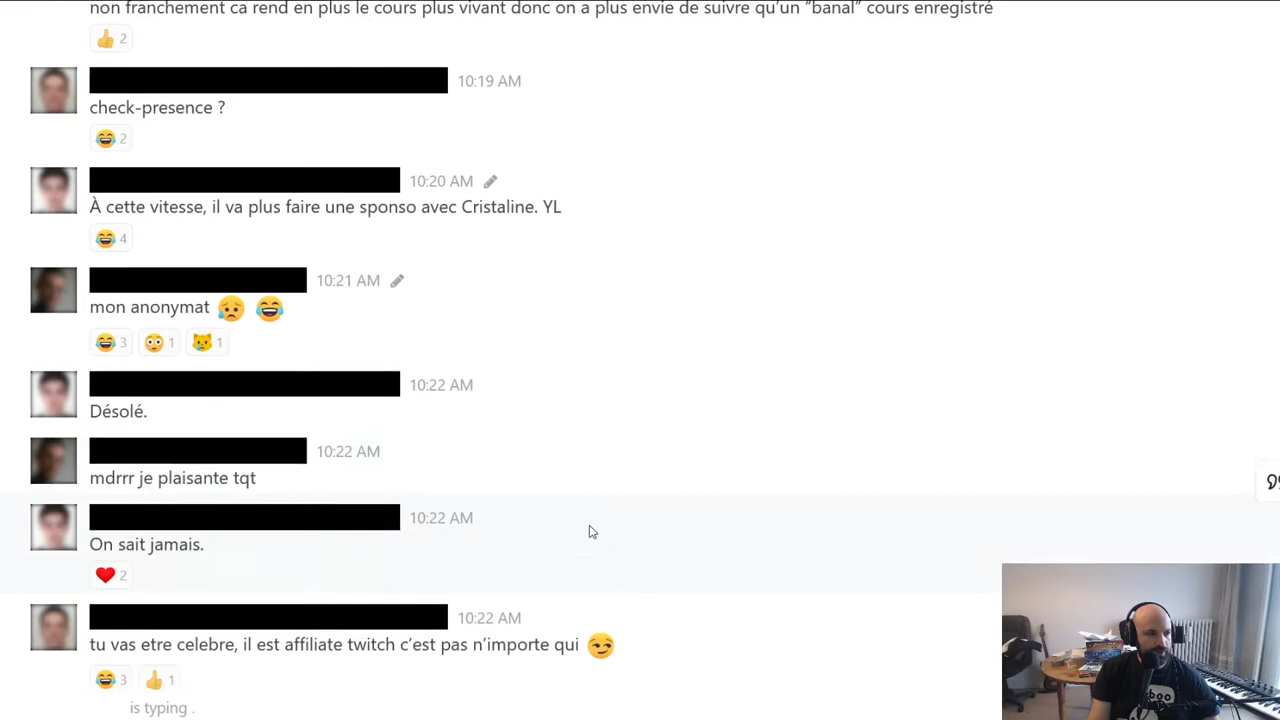 non franchement ca rend en plus le cours plus vivant donc on a plus envie de suivre qu’un “banal” cours enregistré
👍 2
10:19 AM
check-presence ?
😂 2
10:20 AM
À cette vitesse, il va plus faire une sponso avec Cristaline. YL
😂 4
10:21 AM
mon anonymat 😥 😂
😂 3 😳 1 😿 1
10:22 AM
Désolé.
10:22 AM
mdrrr je plaisante tqt
10:22 AM
On sait jamais.
❤️ 2
10:22 AM
tu vas etre celebre, il est affiliate twitch c’est pas n’importe qui 😏
😂 3 👍 1
is typing .
boo